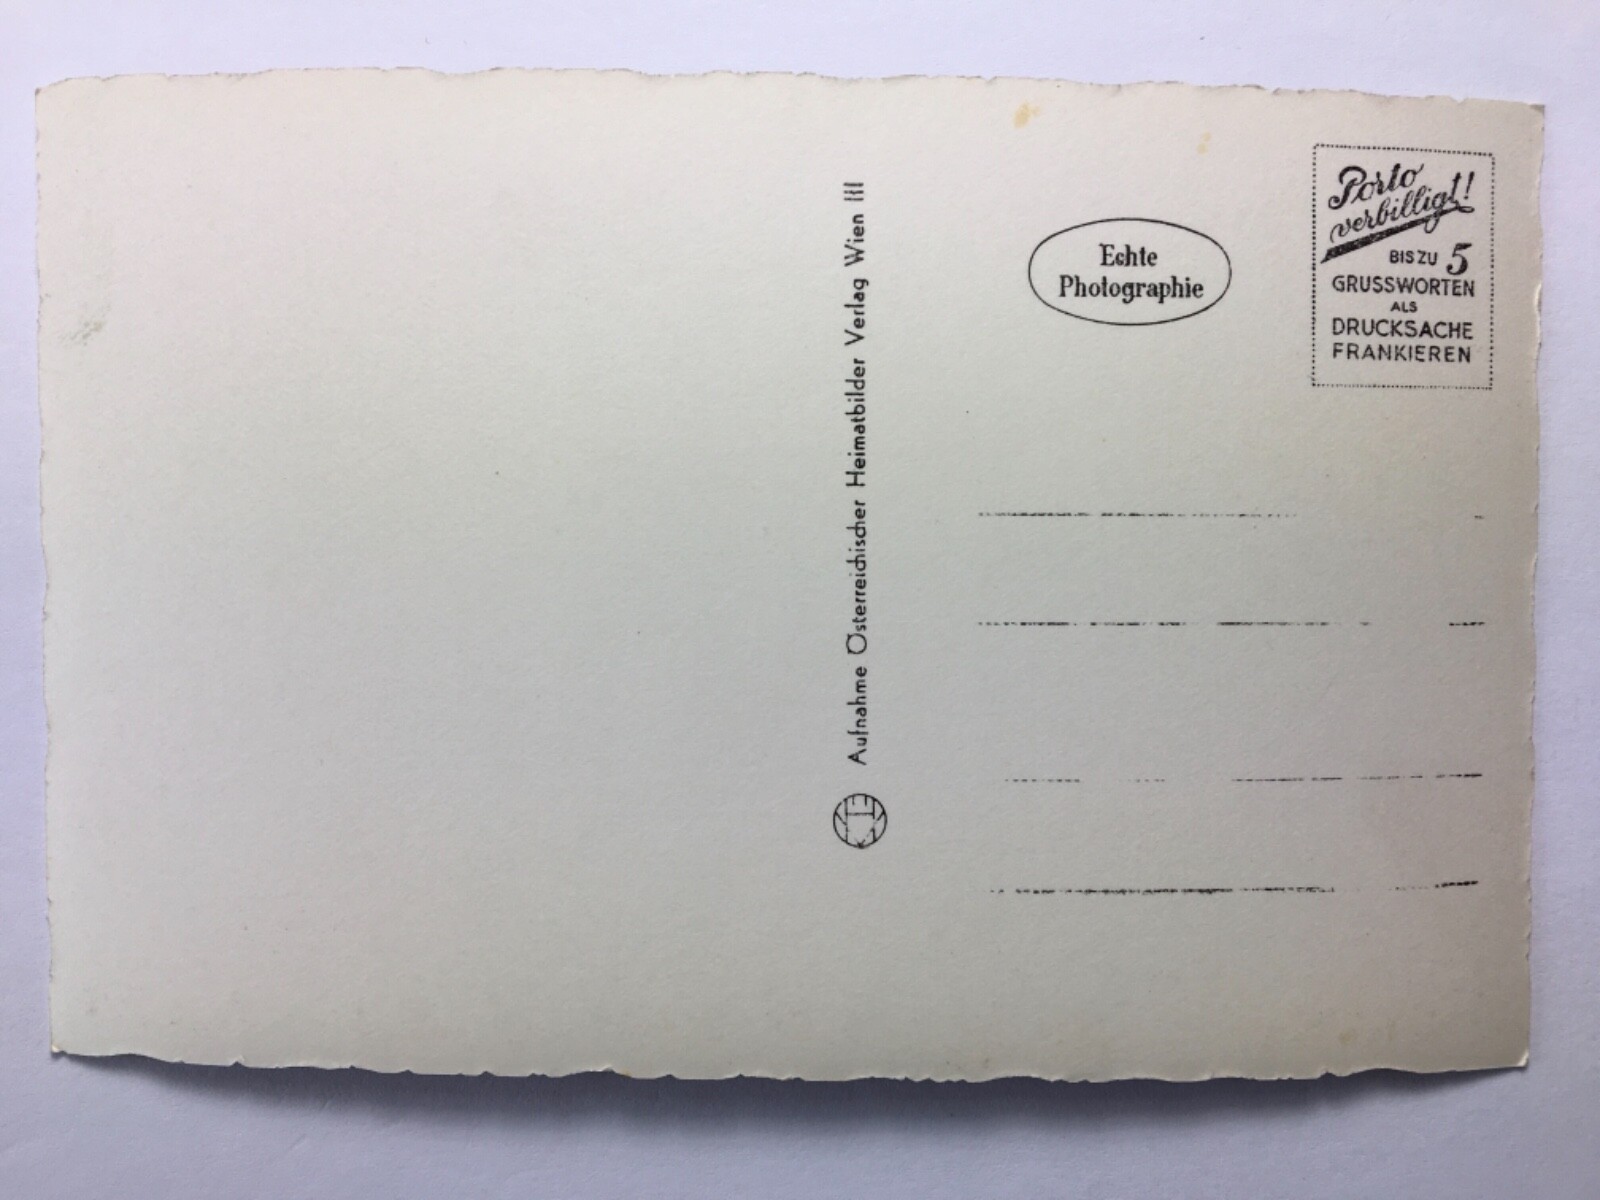 Aufnahme Österreichischer Heimatbilder Verlag Wien III
Echte
Photographie
Porto
verbilligt!
BIS ZU 5
GRUSSWORTEN
ALS
DRUCKSACHE
FRANKIEREN